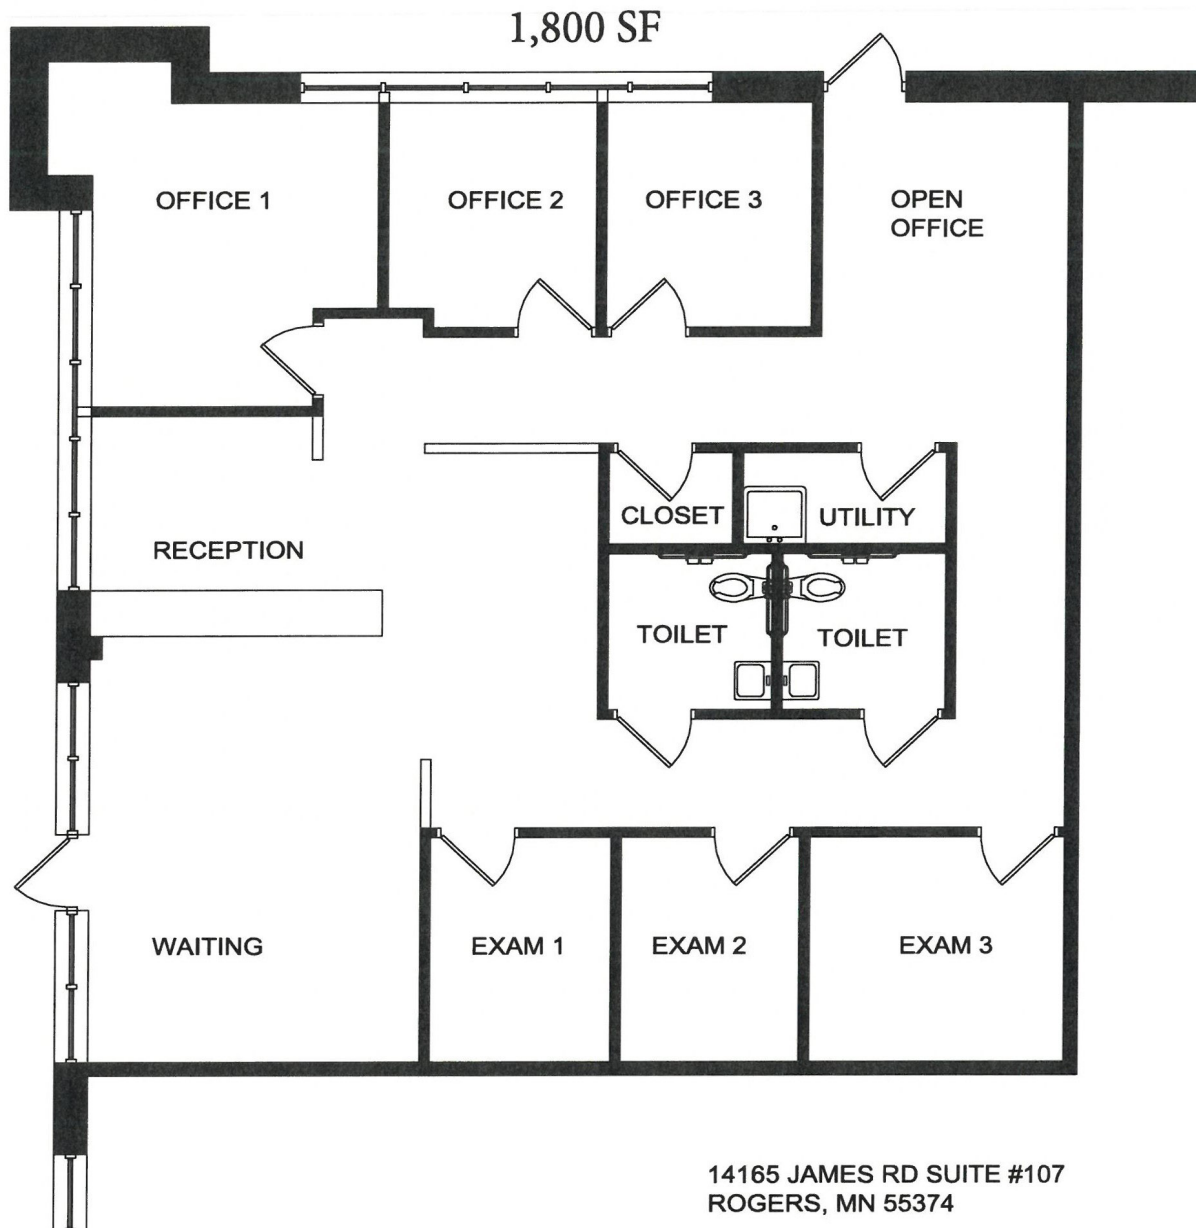 1,800 SF
OFFICE 1
OFFICE 2
OFFICE 3
OPEN
OFFICE
CLOSET
UTILITY
RECEPTION
TOILET
TOILET
WAITING
EXAM 1
EXAM 2
EXAM 3
14165 JAMES RD SUITE #107
ROGERS, MN 55374